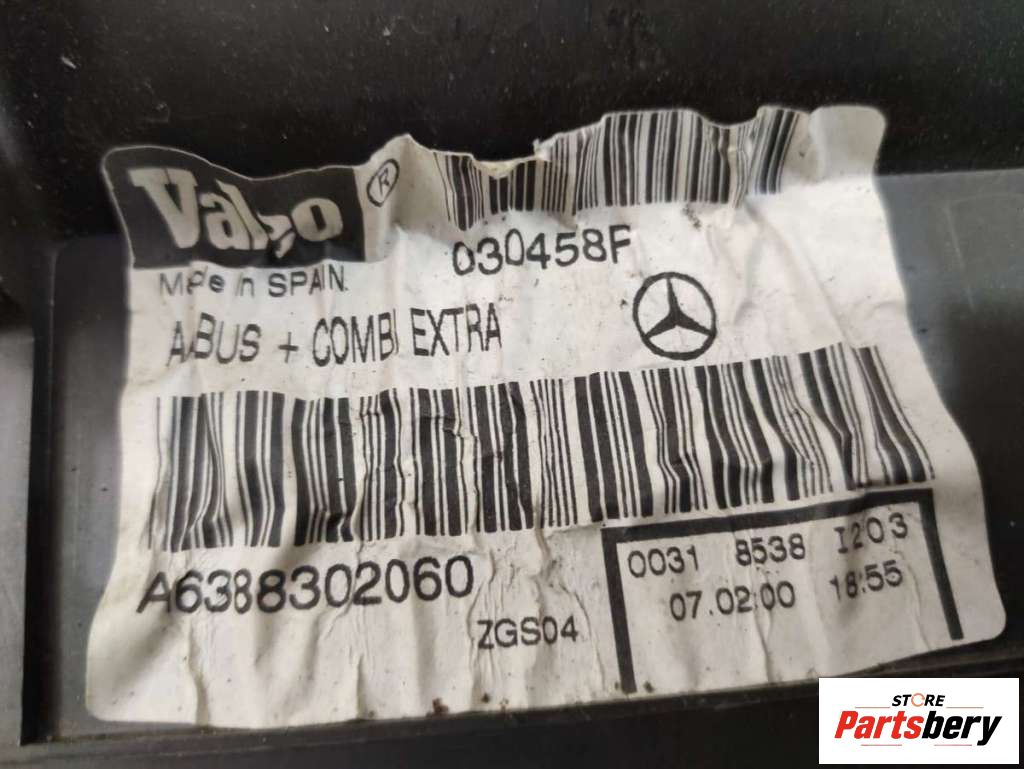 Valeo ®
030458F
Made in SPAIN.
A/BUS + COMBI EXTRA
A6388302060
ZGS04
0031 8538 I203
07.02.00 18:55
STORE
Partsbery